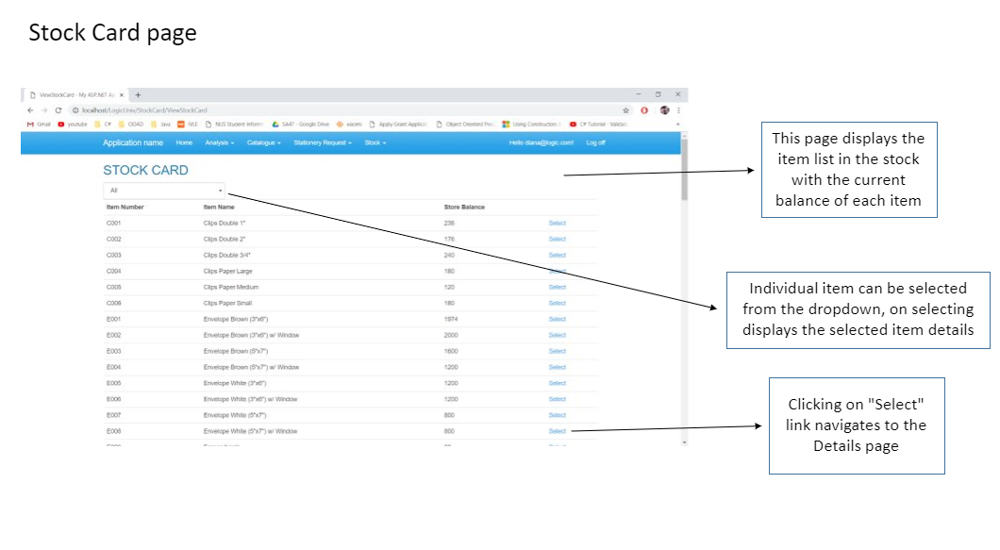 Stock Card page
ViewStockCard - My ASP.NET Ap
localhost/LogicUniv/StockCard/ViewStockCard
Gmail youtube C# OOAD Java IVLE NUS Student Inform SA47 - Google Drive xiaomi Apply Grant Applica Object Oriented Pro Using Constructors C# Tutorial - Validati
Application name Home Analysis Catalogue Stationery Request Stock Hello diana@logic.com! Log off
STOCK CARD
All
Item Number Item Name Store Balance
C001 Clips Double 1" 238 Select
C002 Clips Double 2" 176 Select
C003 Clips Double 3/4" 240 Select
C004 Clips Paper Large 180 Select
C005 Clips Paper Medium 120 Select
C006 Clips Paper Small 180 Select
E001 Envelope Brown (3"x6") 1974 Select
E002 Envelope Brown (3"x6") w/ Window 2000 Select
E003 Envelope Brown (5"x7") 1600 Select
E004 Envelope Brown (5"x7") w/ Window 1200 Select
E005 Envelope White (3"x6") 1200 Select
E006 Envelope White (3"x6") w/ Window 1200 Select
E007 Envelope White (5"x7") 800 Select
E008 Envelope White (5"x7") w/ Window 800 Select
This page displays the
item list in the stock
with the current
balance of each item
Individual item can be selected
from the dropdown, on selecting
displays the selected item details
Clicking on "Select"
link navigates to the
Details page